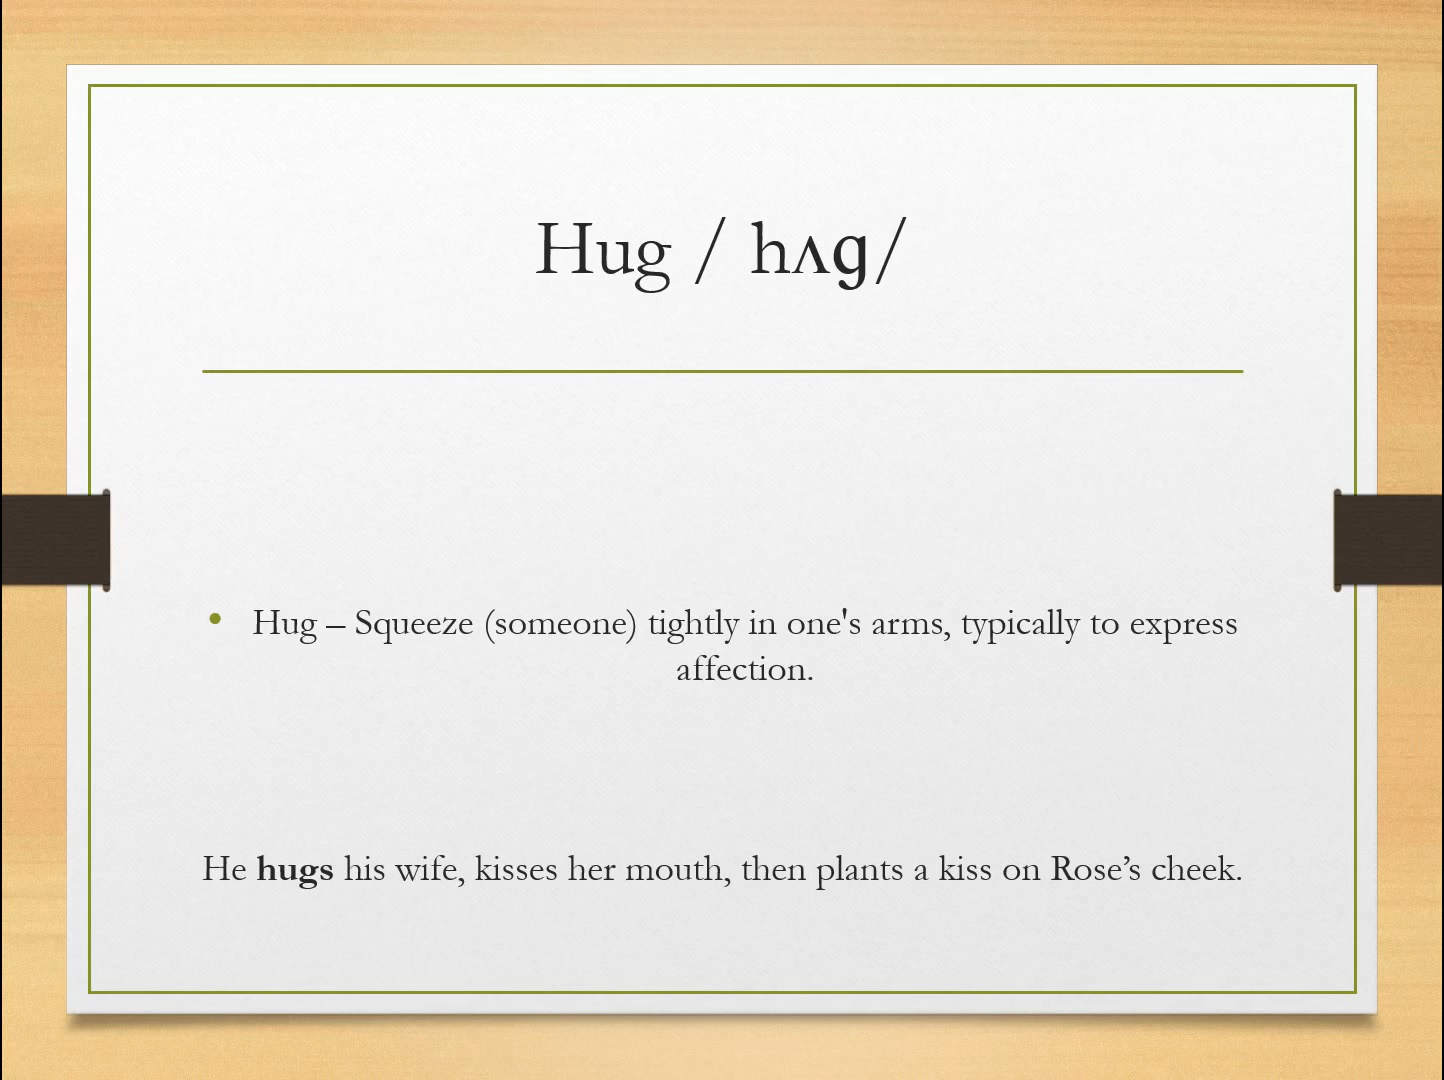 Hug / hʌɡ/
• Hug – Squeeze (someone) tightly in one's arms, typically to express
affection.
He hugs his wife, kisses her mouth, then plants a kiss on Rose’s cheek.